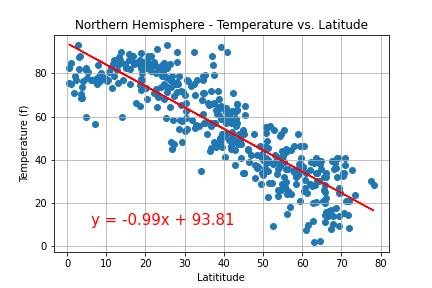 Northern Hemisphere - Temperature vs. Latitude
Temperature (f)
80
60
40
20
0
y = -0.99x + 93.81
0 10 20 30 40 50 60 70 80
Latititude